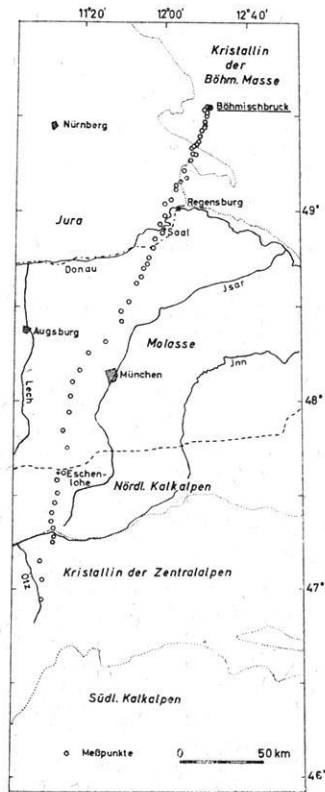 11°20
12°00
12°40
Kristallin
der
Böhm. Masse
Böhmischbruck
Nürnberg
Regensburg
49°
Jura
Saal
Donau
Jsar
Augsburg
Molasse
Jnn
Lech
München
48°
Eschen-
lohe
Nördl. Kalkalpen
Kristallin der Zentralalpen
47°
Ötz
Südl. Kalkalpen
Meßpunkte
0 50 km
46°